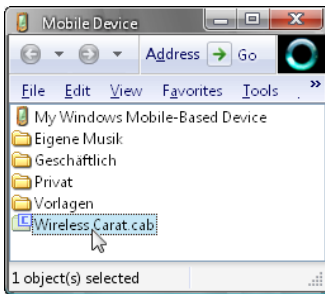 Mobile Device
Address Go
File Edit View Favorites Tools »
My Windows Mobile-Based Device
Eigene Musik
Geschäftlich
Privat
Vorlagen
Wireless.Carat.cab
1 object(s) selected